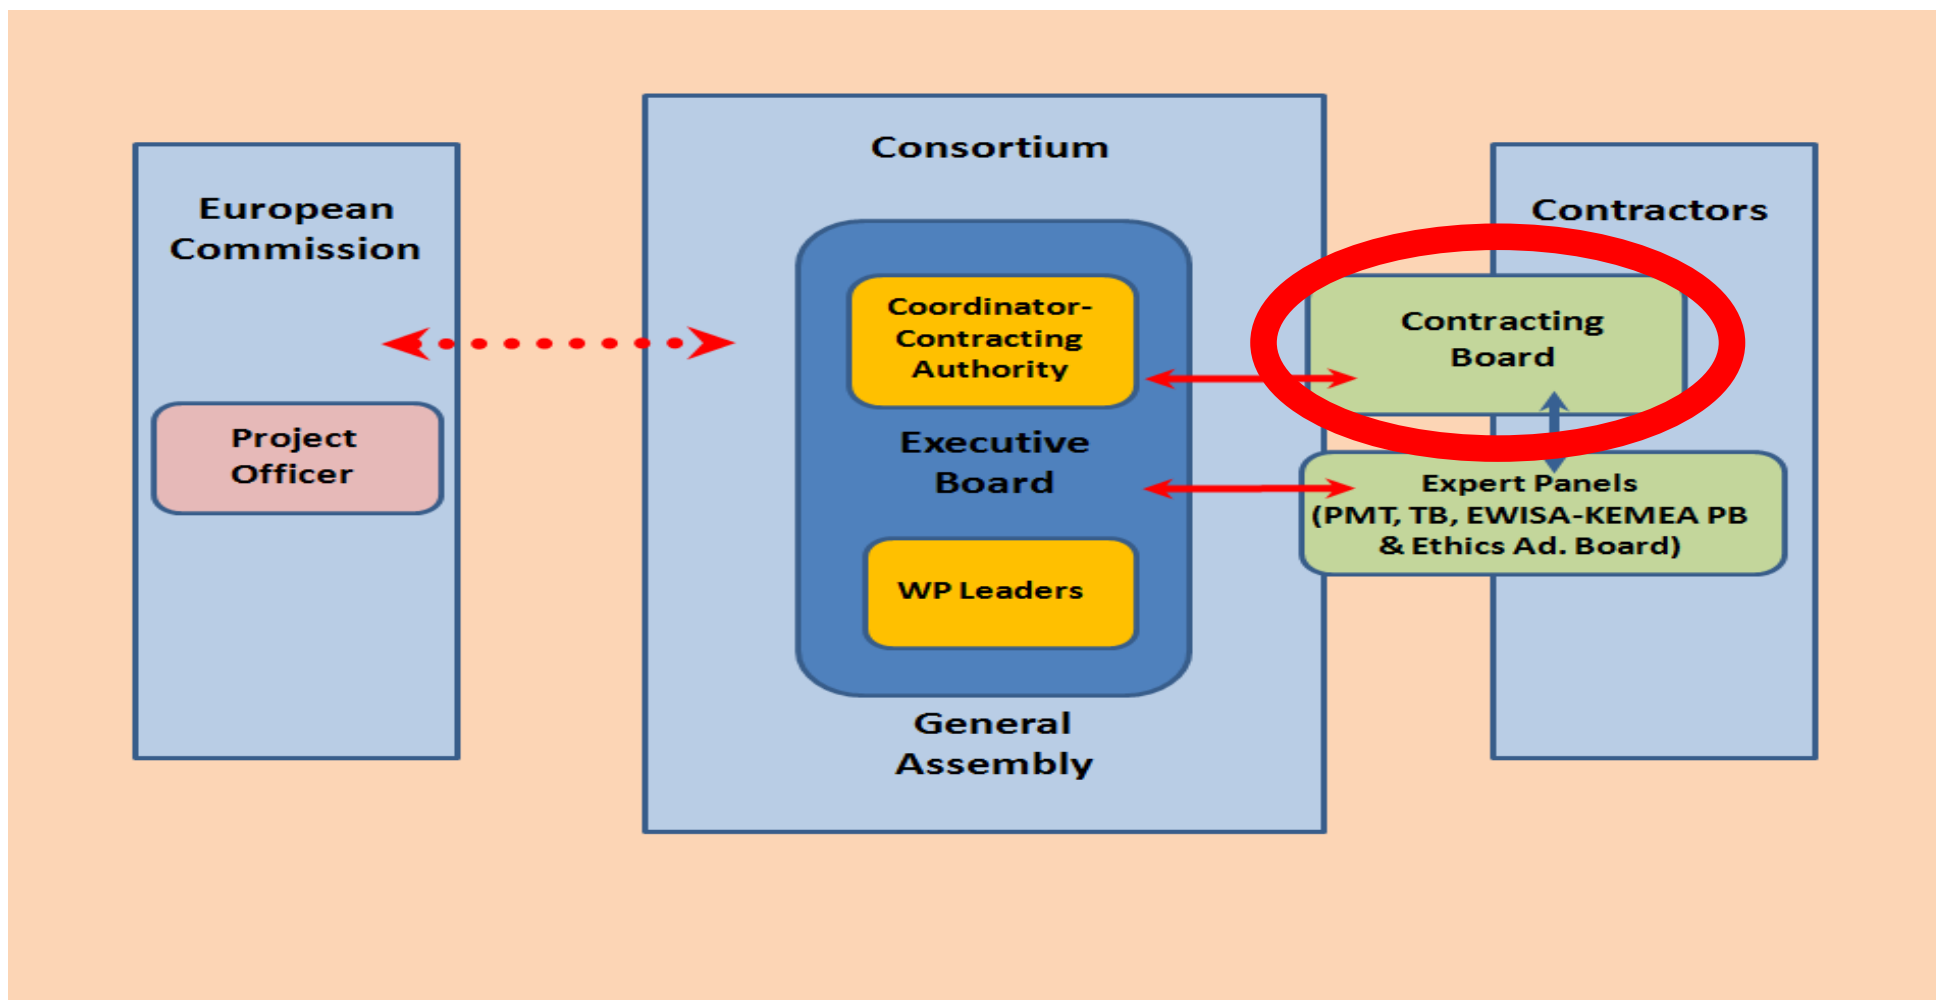 European
Commission
Project
Officer
Consortium
Coordinator-
Contracting
Authority
Executive
Board
WP Leaders
General
Assembly
Contractors
Contracting
Board
Expert Panels
(PMT, TB, EWISA-KEMEA PB
& Ethics Ad. Board)